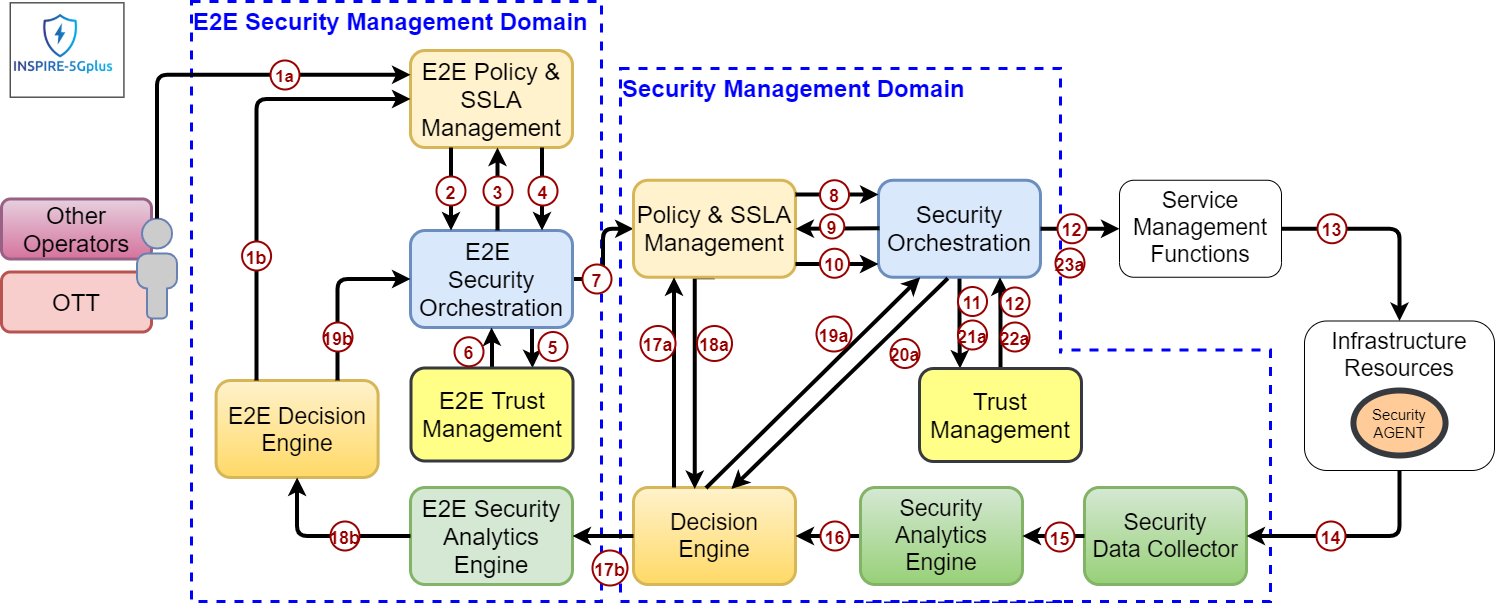 INSPIRE-5Gplus
E2E Security Management Domain
E2E Policy &
SSLA
Management
1a
1b
2
3
4
Other
Operators
OTT
E2E
Security
Orchestration
19b
6
5
7
E2E Decision
Engine
E2E Trust
Management
18b
E2E Security
Analytics
Engine
17b
Security Management Domain
Policy & SSLA
Management
8
9
10
Security
Orchestration
12
23a
Service
Management
Functions
13
17a
18a
19a
20a
11
21a
12
22a
Trust
Management
Infrastructure
Resources
Security
AGENT
Decision
Engine
16
Security
Analytics
Engine
15
Security
Data Collector
14